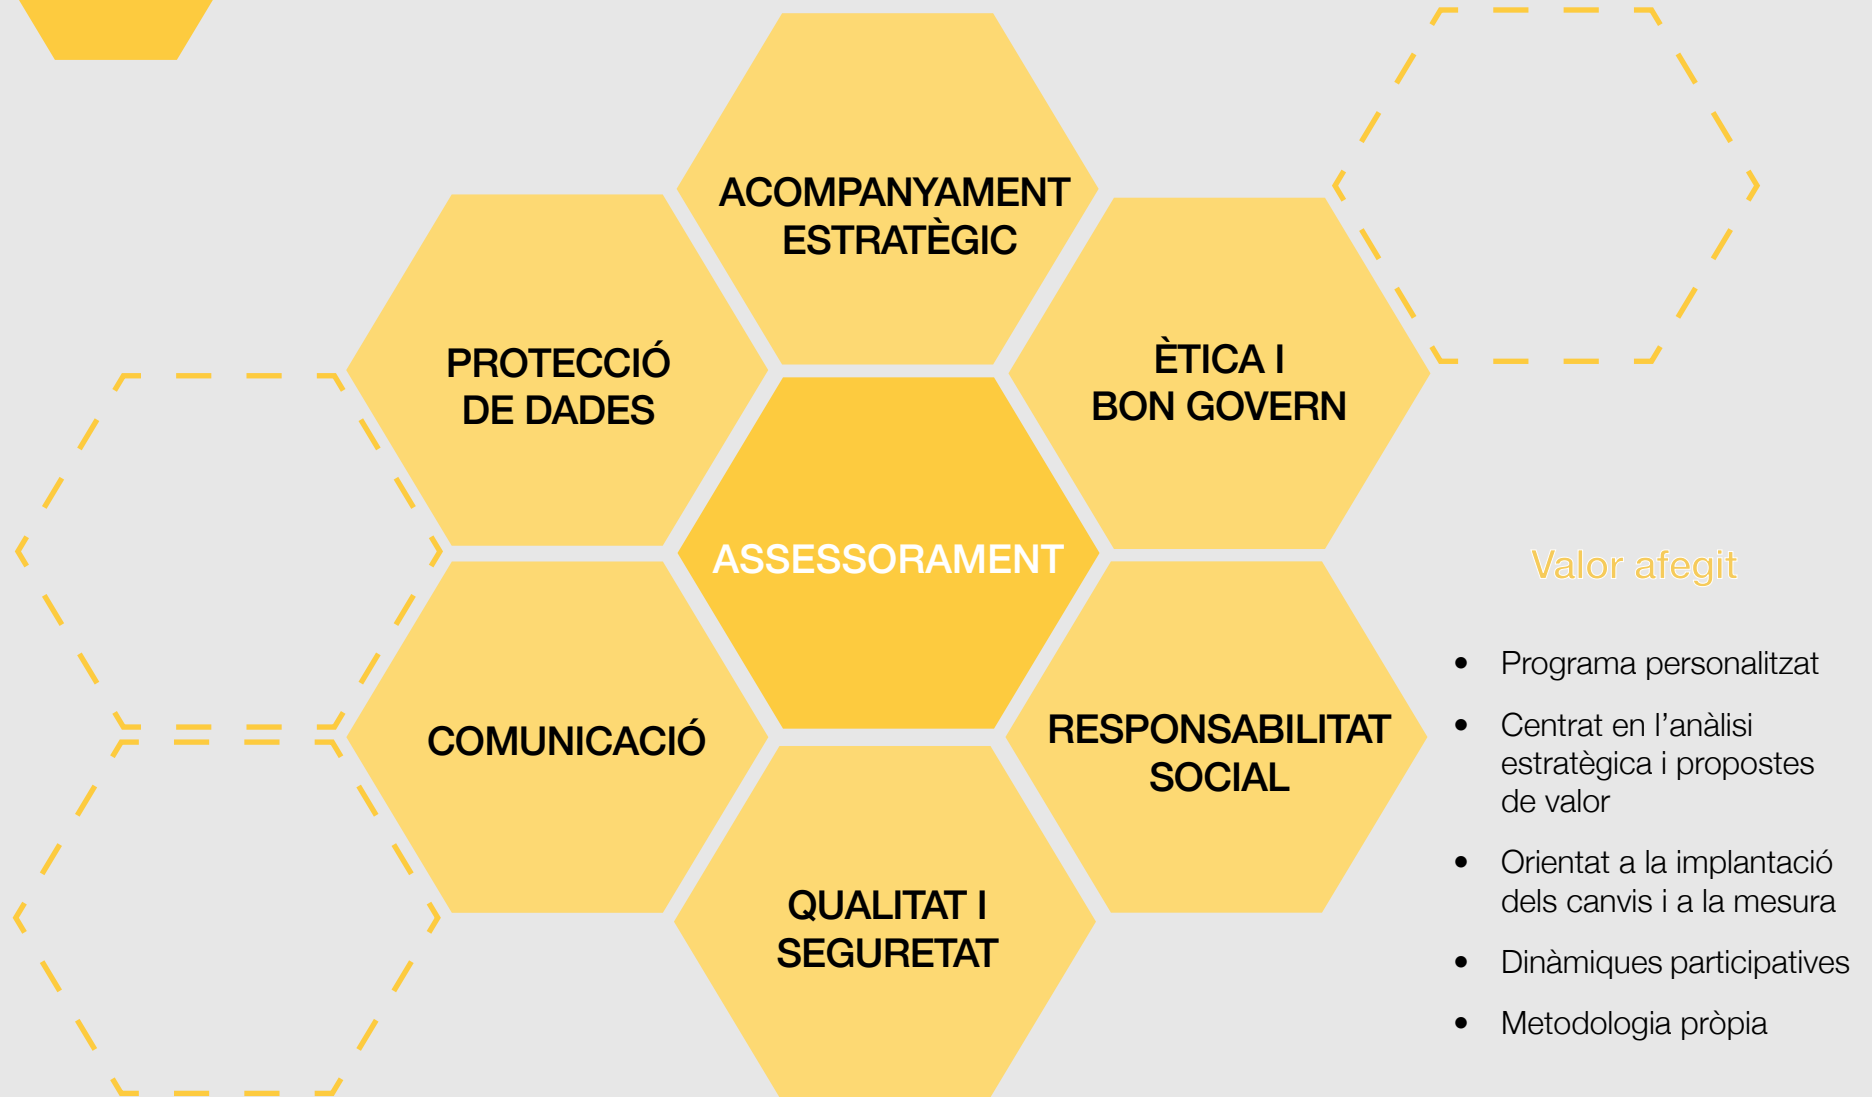 ACOMPANYAMENT
ESTRATÈGIC
PROTECCIÓ
DE DADES
ÈTICA I
BON GOVERN
ASSESSORAMENT
COMUNICACIÓ
RESPONSABILITAT
SOCIAL
QUALITAT I
SEGURETAT
Valor afegit
• Programa personalitzat
• Centrat en l’anàlisi
estratègica i propostes
de valor
• Orientat a la implantació
dels canvis i a la mesura
• Dinàmiques participatives
• Metodologia pròpia